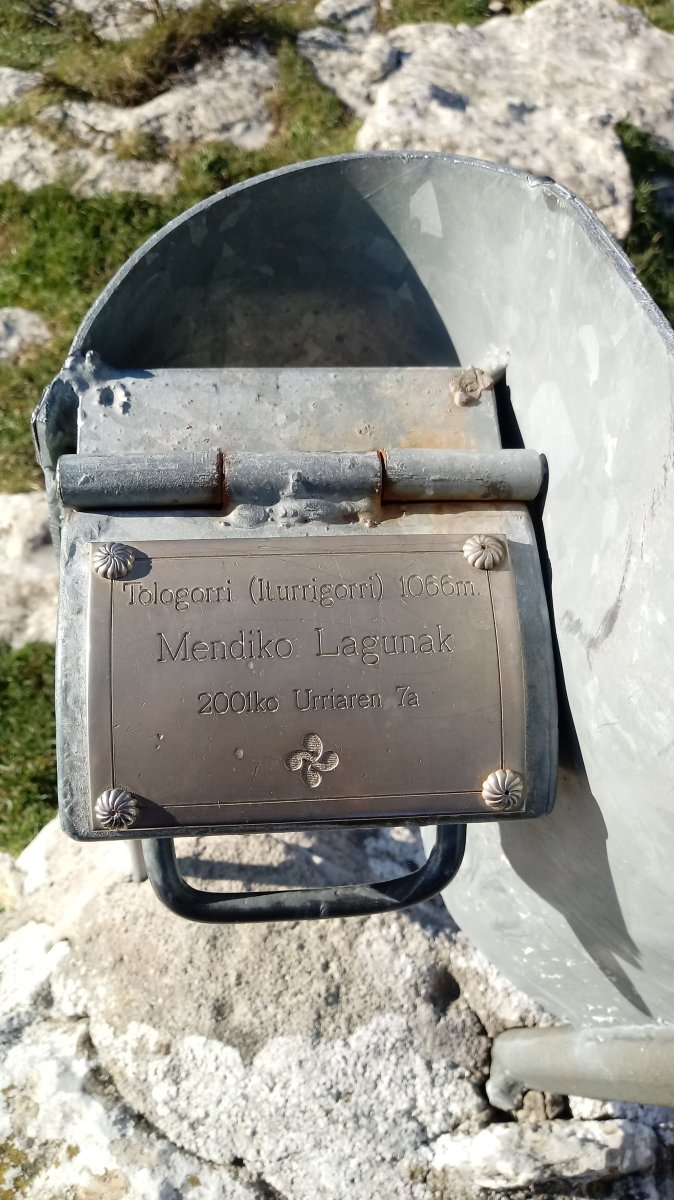 Tologorri (Iturrigorri) 1066m.
Mendiko Lagunak
2001ko Urriaren 7a